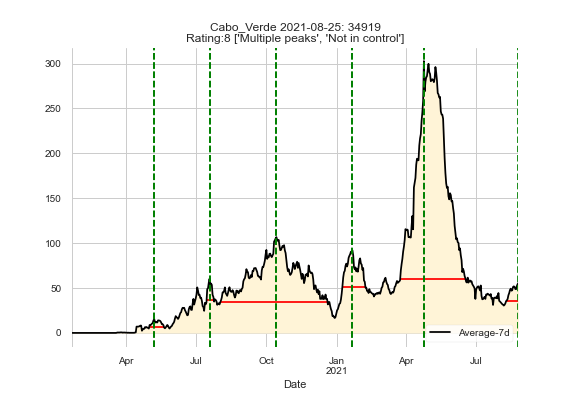 Cabo_Verde 2021-08-25: 34919
Rating:8 ['Multiple peaks', 'Not in control']
300
250
200
150
100
50
0
Apr
Jul
Oct
Jan
2021
Apr
Jul
Average-7d
Date